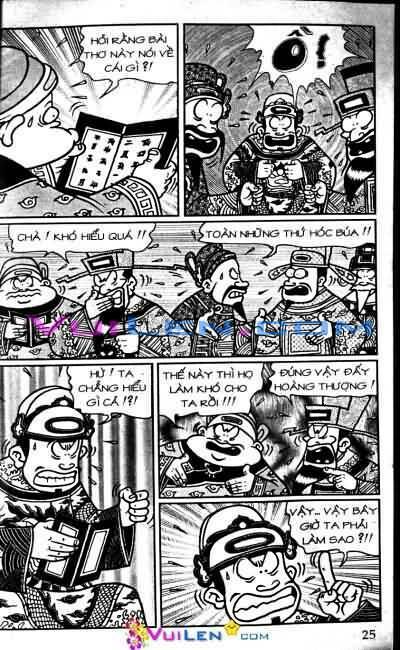 HỎI RẰNG BÀI
THƠ NÀY NÓI VỀ
CÁI GÌ ?!
Ồ!
CHÀ ! KHÓ HIỂU QUÁ !!
TOÀN NHỮNG THỨ HÓC BÚA !!
VUILEN.COM
HỪ ! TA
CHẲNG HIỂU
GÌ CẢ !?!
THẾ NÀY THÌ HỌ
LÀM KHÓ CHO
TA RỒI !!!
ĐÚNG VẬY ĐẤY
HOÀNG THƯỢNG !
VẬY... VẬY BÂY
GIỜ TA PHẢI
LÀM SAO ?!!
25
VUILEN.COM